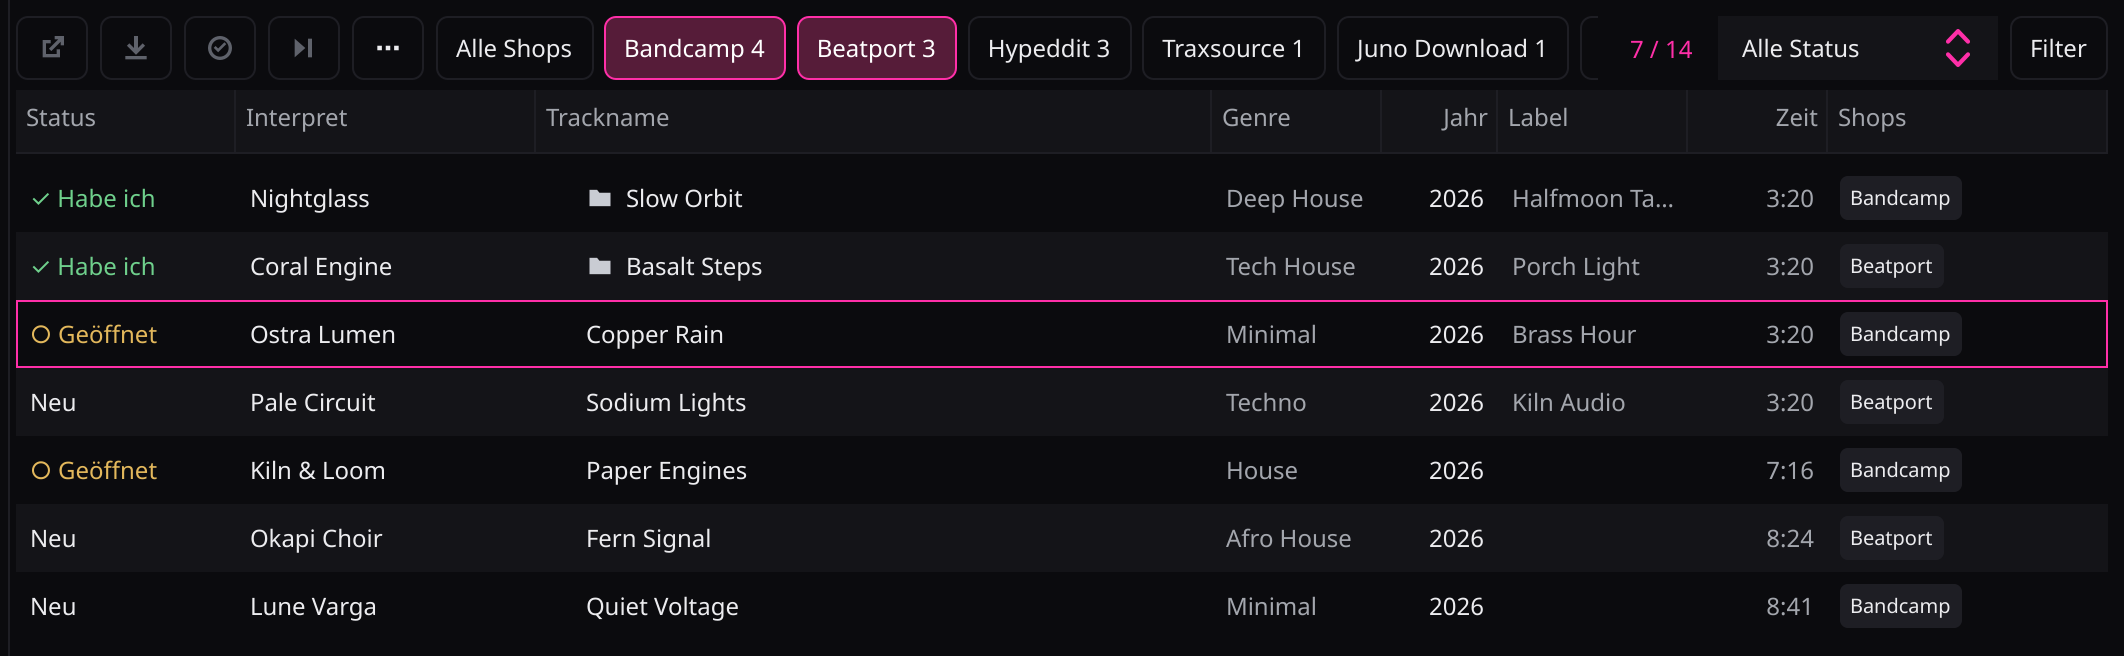 Alle Shops Bandcamp 4 Beatport 3 Hypeddit 3 Traxsource 1 Juno Download 1 7 / 14 Alle Status Filter
Status Interpret Trackname Genre Jahr Label Zeit Shops
Habe ich Nightglass Slow Orbit Deep House 2026 Halfmoon Ta... 3:20 Bandcamp
Habe ich Coral Engine Basalt Steps Tech House 2026 Porch Light 3:20 Beatport
Geöffnet Ostra Lumen Copper Rain Minimal 2026 Brass Hour 3:20 Bandcamp
Neu Pale Circuit Sodium Lights Techno 2026 Kiln Audio 3:20 Beatport
Geöffnet Kiln & Loom Paper Engines House 2026 7:16 Bandcamp
Neu Okapi Choir Fern Signal Afro House 2026 8:24 Beatport
Neu Lune Varga Quiet Voltage Minimal 2026 8:41 Bandcamp